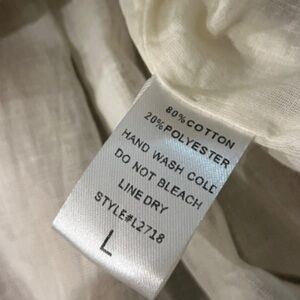 80%COTTON
20%POLYESTER
HAND WASH COLD
DO NOT BLEACH
LINE DRY
STYLE#L2718
L